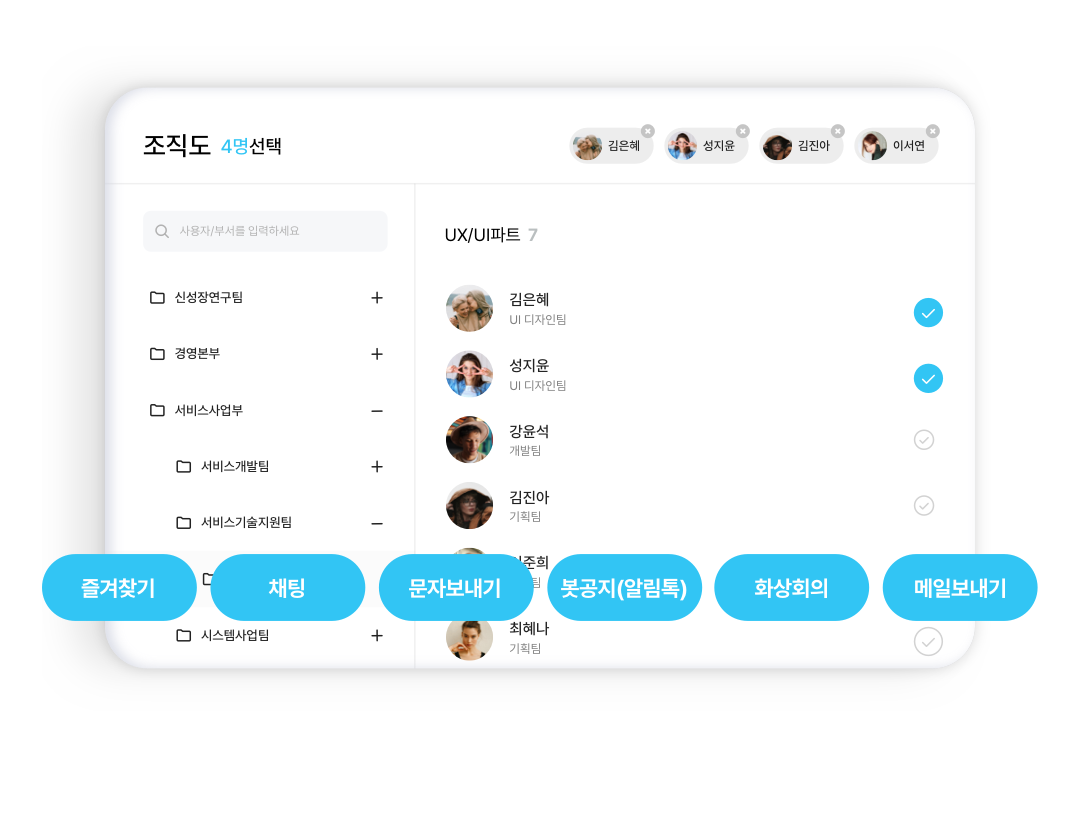 조직도 4명선택
김은혜 성지윤 김진아 이서연
사용자/부서를 입력하세요
신성장연구팀
경영본부
서비스사업부
서비스개발팀
서비스기술지원팀
시스템사업팀
UX/UI파트 7
김은혜
UI 디자인팀
성지윤
UI 디자인팀
강윤석
개발팀
김진아
기획팀
준희
팀
최혜나
기획팀
즐겨찾기 채팅 문자보내기 봇공지(알림톡) 화상회의 메일보내기